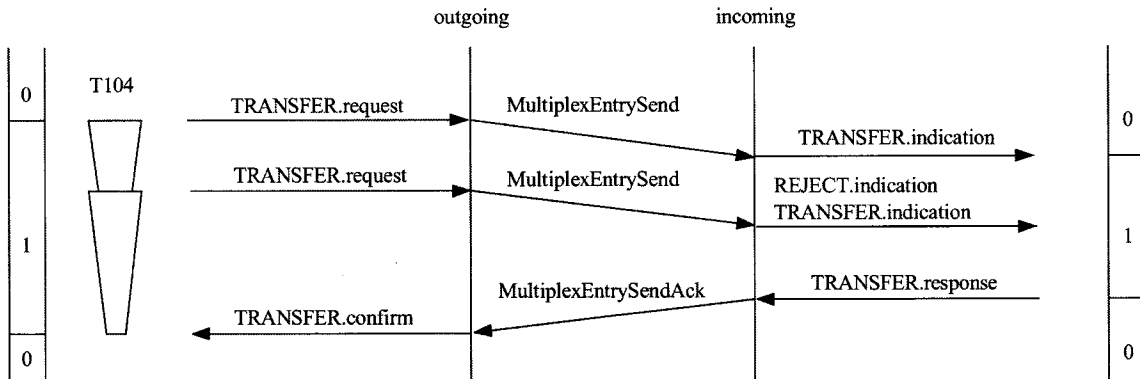 outgoing
incoming
0
T104
TRANSFER.request
MultiplexEntrySend
0
TRANSFER.indication
TRANSFER.request
MultiplexEntrySend
REJECT.indication
TRANSFER.indication
1
1
MultiplexEntrySendAck
TRANSFER.response
TRANSFER.confirm
0
0